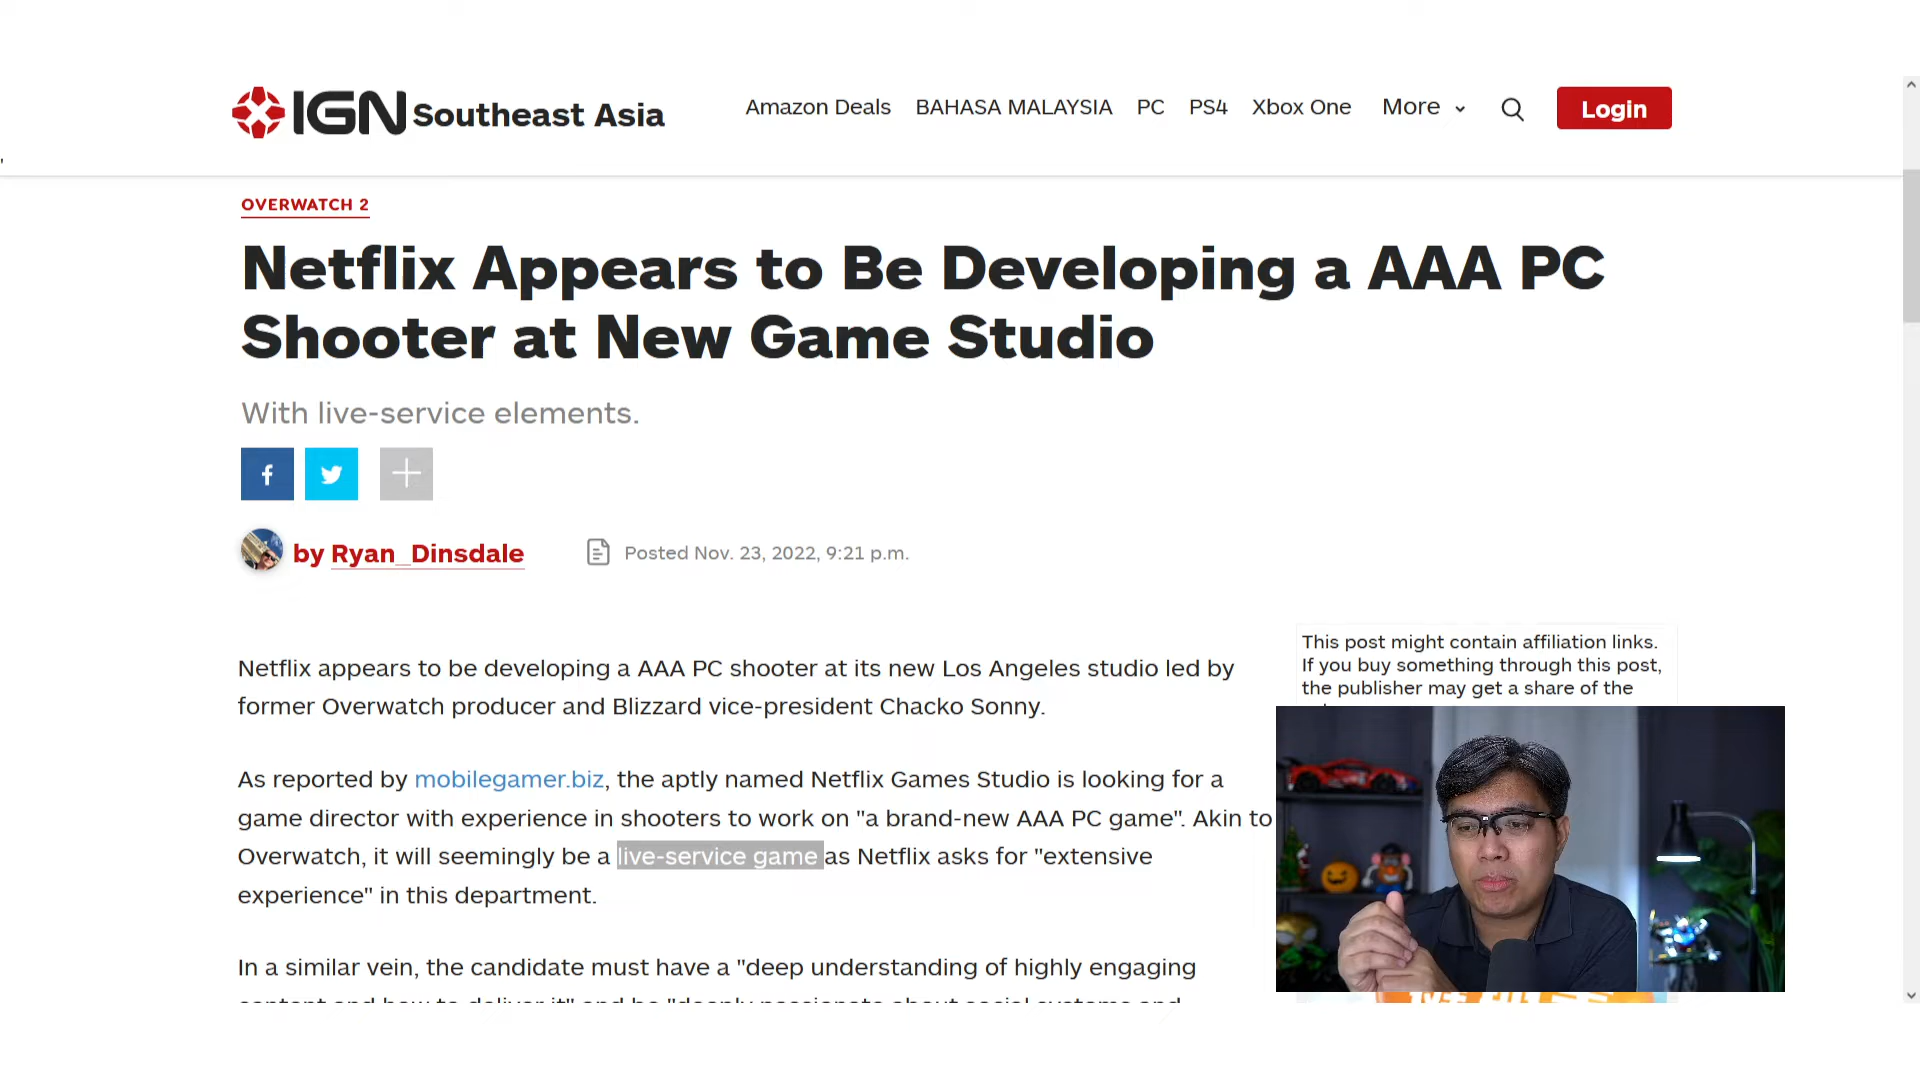 IGN Southeast Asia
Amazon Deals BAHASA MALAYSIA PC PS4 Xbox One More Login
OVERWATCH 2
Netflix Appears to Be Developing a AAA PC
Shooter at New Game Studio
With live-service elements.
by Ryan_Dinsdale Posted Nov. 23, 2022, 9:21 p.m.
Netflix appears to be developing a AAA PC shooter at its new Los Angeles studio led by
former Overwatch producer and Blizzard vice-president Chacko Sonny.
As reported by mobilegamer.biz, the aptly named Netflix Games Studio is looking for a
game director with experience in shooters to work on "a brand-new AAA PC game". Akin to
Overwatch, it will seemingly be a live-service game as Netflix asks for "extensive
experience" in this department.
In a similar vein, the candidate must have a "deep understanding of highly engaging
content and how to deliver it" and be "deeply passionate about social systems and
This post might contain affiliation links.
If you buy something through this post,
the publisher may get a share of the